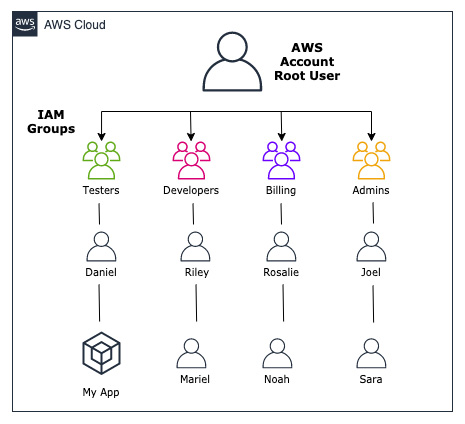 aws
AWS Cloud
AWS
Account
Root User
IAM
Groups
Testers
Developers
Billing
Admins
Daniel
Riley
Rosalie
Joel
My App
Mariel
Noah
Sara